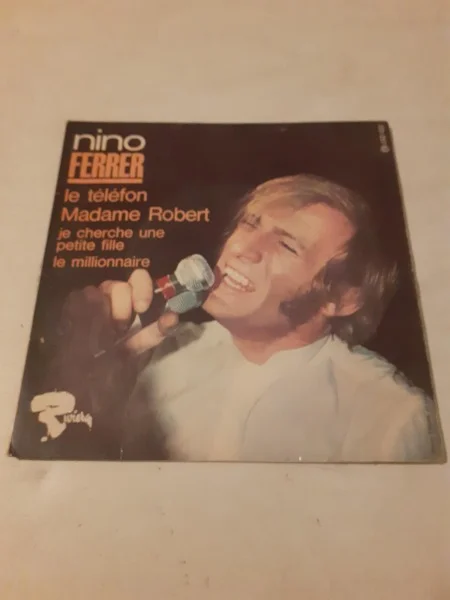 nino
FERRER
le téléfon
Madame Robert
je cherche une
petite fille
le millionnaire
Riviera